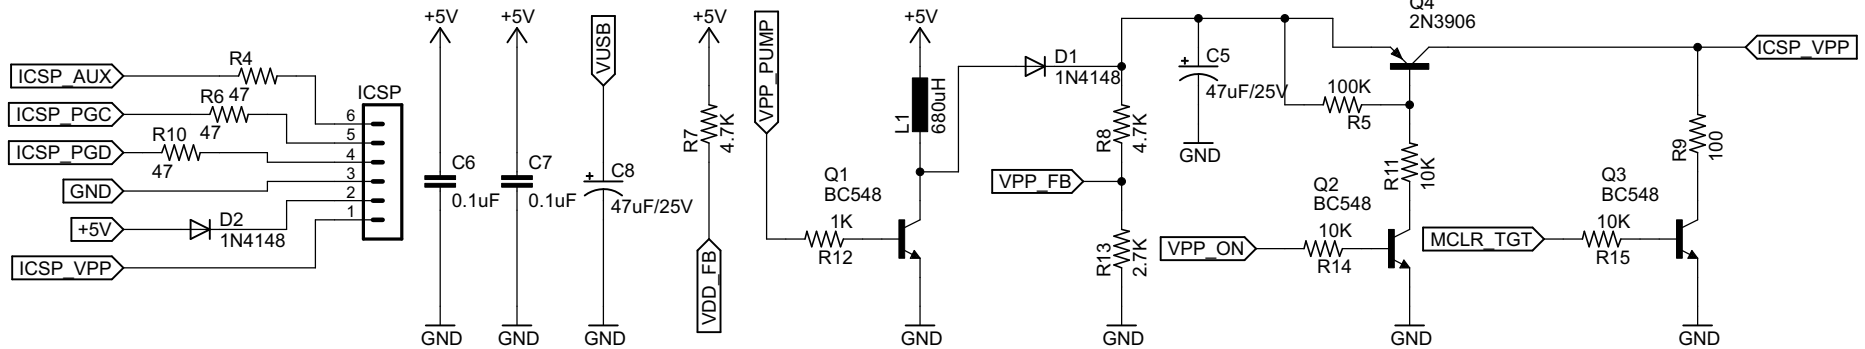 ICSP_AUX
R4
47
ICSP_PGC
R6
47
ICSP_PGD
R10
47
GND
+5V
D2
1N4148
ICSP_VPP
ICSP
6
5
4
3
2
1
+5V
C6
0.1uF
GND
+5V
C7
0.1uF
GND
VUSB
+
C8
47uF/25V
GND
+5V
R7
4.7K
VDD_FB
VPP_PUMP
1K
R12
+5V
L1
680uH
Q1
BC548
GND
D1
1N4148
R8
4.7K
VPP_FB
R13
2.7K
GND
+
C5
47uF/25V
GND
Q4
2N3906
100K
R5
R11
10K
Q2
BC548
VPP_ON
10K
R14
GND
ICSP_VPP
R9
100
Q3
BC548
MCLR_TGT
10K
R15
GND